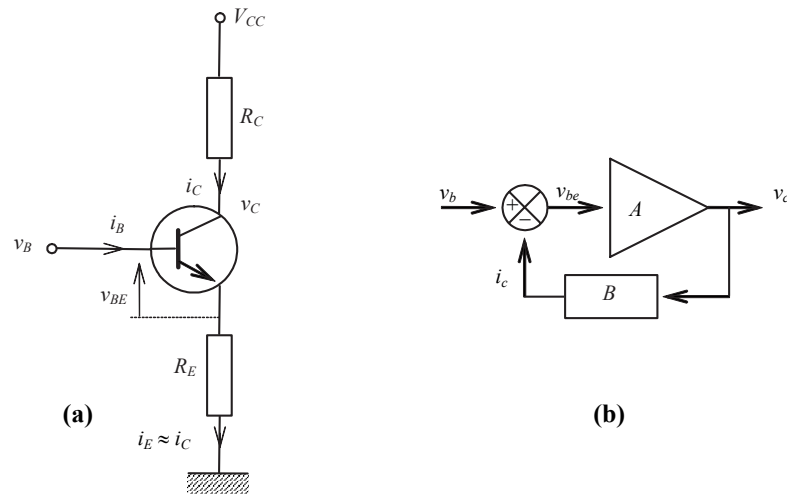 V_CC
R_C
i_C
v_C
i_B
v_B
v_BE
R_E
(a)
i_E ≈ i_C
v_b
+
−
v_be
A
v_c
i_c
B
(b)